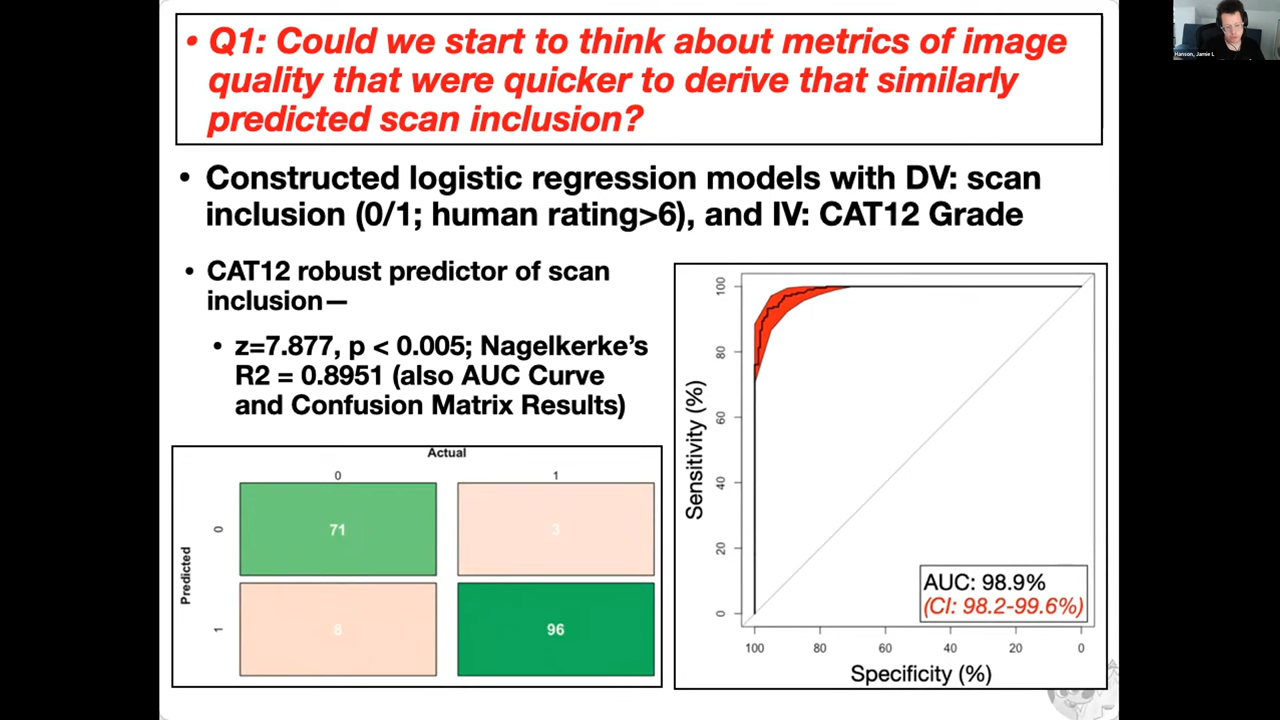 • Q1: Could we start to think about metrics of image
quality that were quicker to derive that similarly
predicted scan inclusion?
Hanson, Jamie L
• Constructed logistic regression models with DV: scan
inclusion (0/1; human rating>6), and IV: CAT12 Grade
• CAT12 robust predictor of scan
inclusion—
• z=7.877, p < 0.005; Nagelkerke’s
R2 = 0.8951 (also AUC Curve
and Confusion Matrix Results)
Actual
0 1
Predicted
0
71 3
1
8 96
Sensitivity (%)
100
80
60
40
20
0
AUC: 98.9%
(CI: 98.2-99.6%)
100 80 60 40 20 0
Specificity (%)